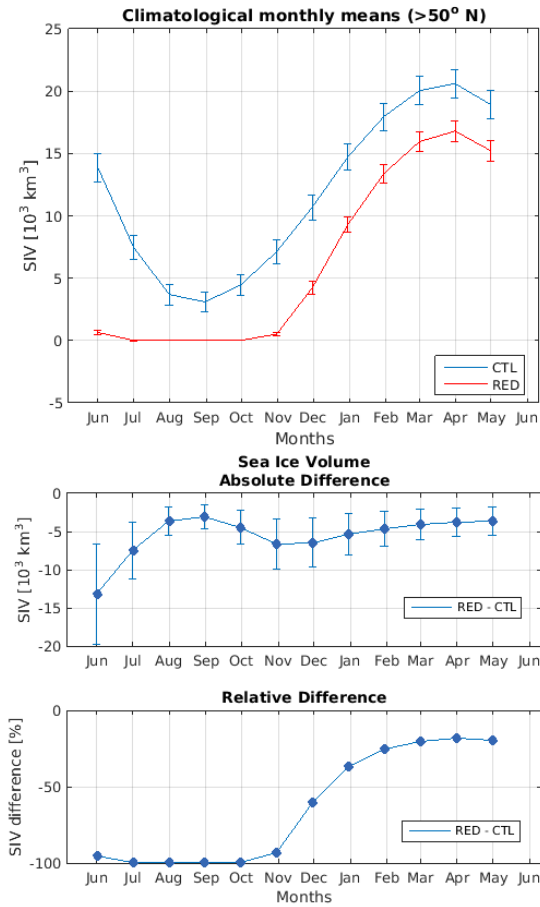 Climatological monthly means (>50° N)
SIV [10³ km³]
25
20
15
10
5
0
-5
CTL
RED
Jun Jul Aug Sep Oct Nov Dec Jan Feb Mar Apr May Jun
Months
Sea Ice Volume
Absolute Difference
SIV [10³ km³]
0
-5
-10
-15
-20
RED - CTL
Jun Jul Aug Sep Oct Nov Dec Jan Feb Mar Apr May Jun
Relative Difference
SIV difference [%]
0
-50
-100
RED - CTL
Jun Jul Aug Sep Oct Nov Dec Jan Feb Mar Apr May Jun
Months